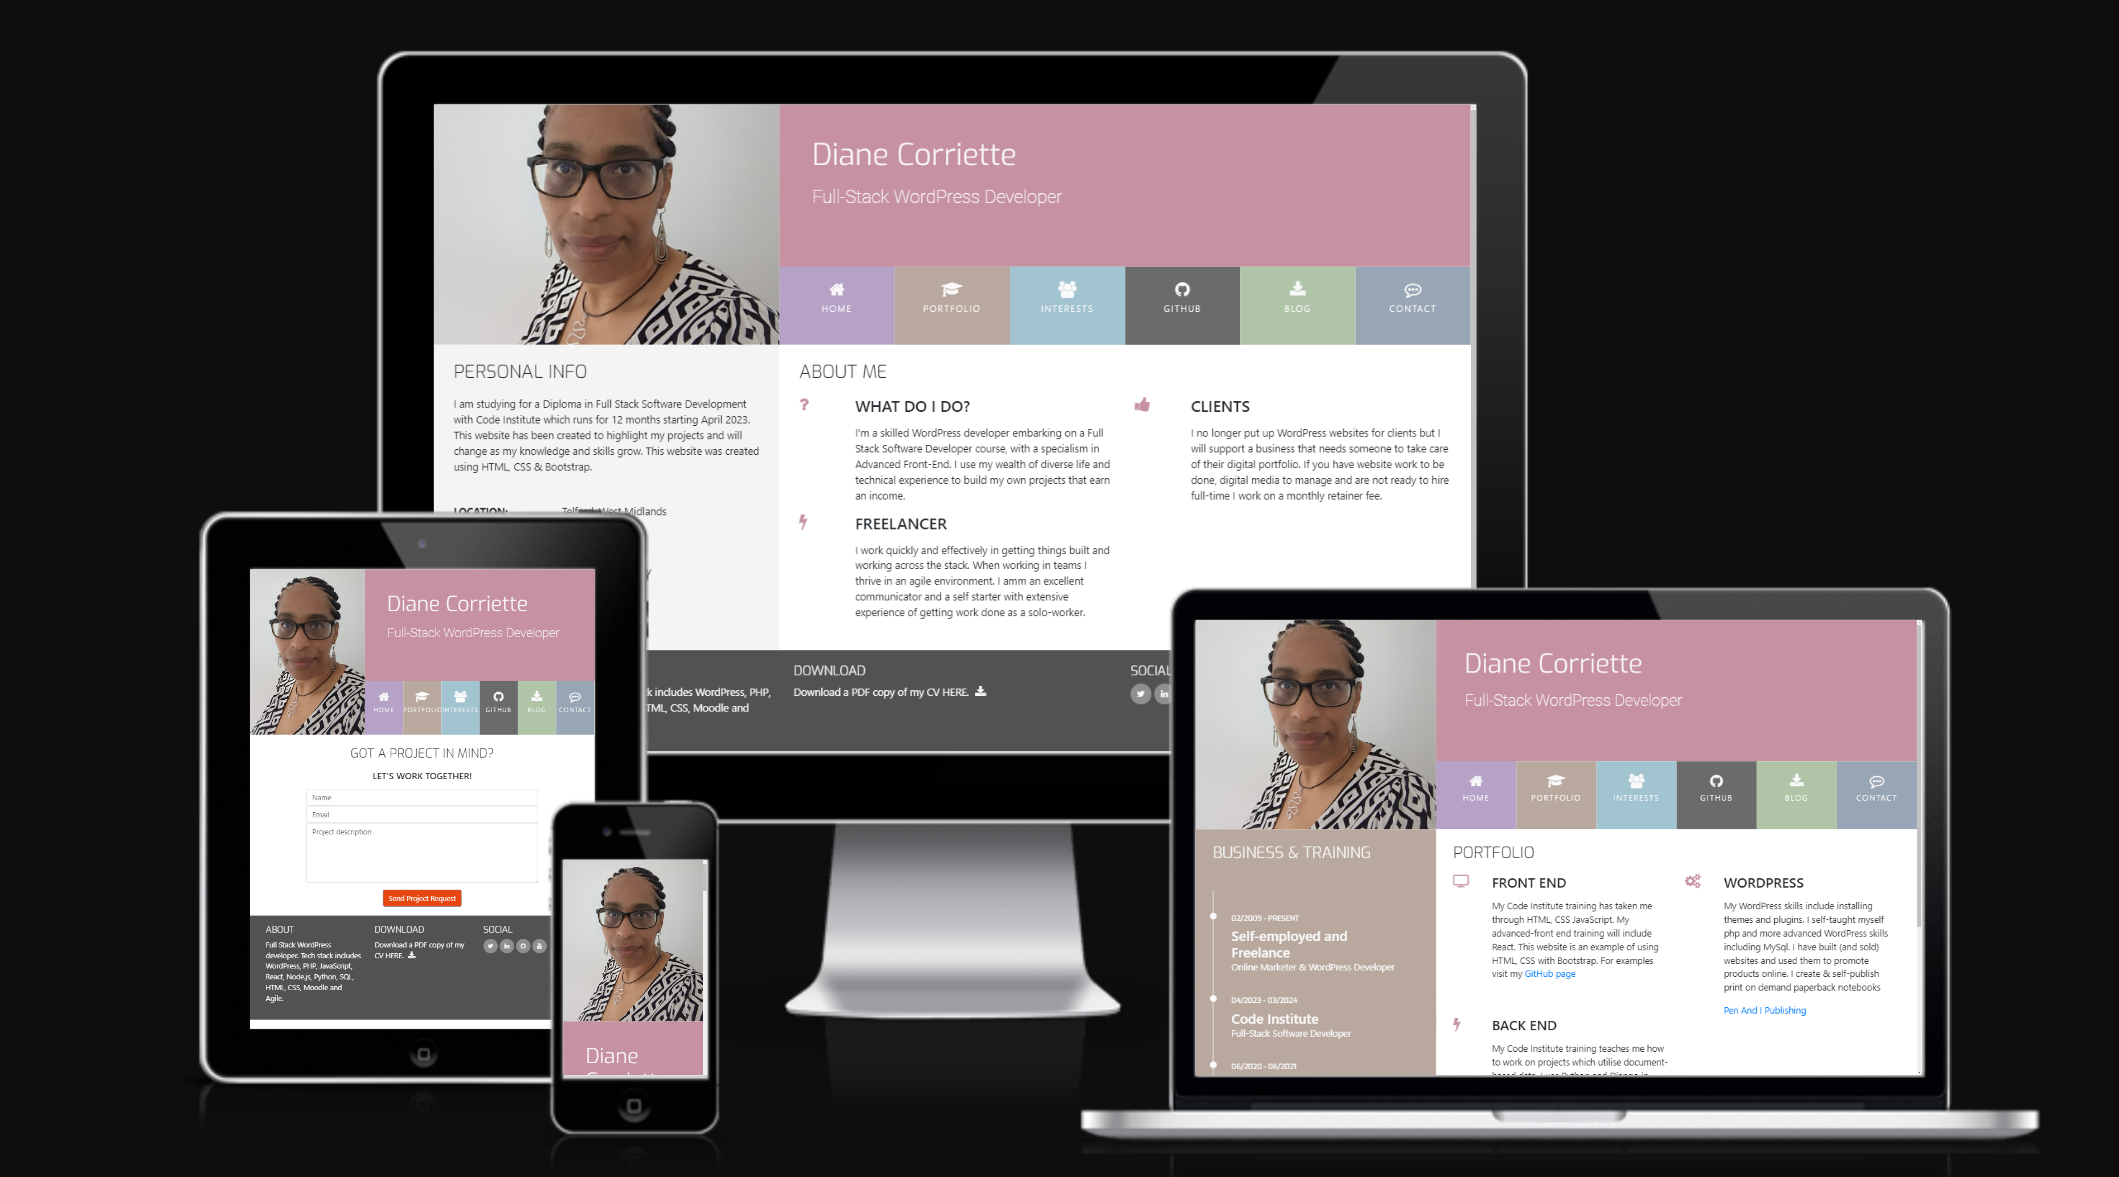 Diane Corriette
Full-Stack WordPress Developer
HOME
PORTFOLIO
INTERESTS
GITHUB
BLOG
CONTACT
PERSONAL INFO
I am studying for a Diploma in Full Stack Software Development
with Code Institute which runs for 12 months starting April 2023.
This website has been created to highlight my projects and will
change as my knowledge and skills grow. This website was created
using HTML, CSS & Bootstrap.
LOCATION:
Telford, West Midlands
y
ABOUT ME
WHAT DO I DO?
I'm a skilled WordPress developer embarking on a Full
Stack Software Developer course, with a specialism in
Advanced Front-End. I use my wealth of diverse life and
technical experience to build my own projects that earn
an income.
FREELANCER
I work quickly and effectively in getting things built and
working across the stack. When working in teams I
thrive in an agile environment. I amm an excellent
communicator and a self starter with extensive
experience of getting work done as a solo-worker.
CLIENTS
I no longer put up WordPress websites for clients but I
will support a business that needs someone to take care
of their digital portfolio. If you have website work to be
done, digital media to manage and are not ready to hire
full-time I work on a monthly retainer fee.
k includes WordPress, PHP,
TML, CSS, Moodle and
DOWNLOAD
Download a PDF copy of my CV HERE.
SOCIAL
Diane Corriette
Full-Stack WordPress Developer
HOME
PORTFOLIO
INTERESTS
GITHUB
BLOG
CONTACT
GOT A PROJECT IN MIND?
LET'S WORK TOGETHER!
Name
Email
Project description
Send Project Request
ABOUT
Full Stack WordPress
developer. Tech stack includes
WordPress, PHP, JavaScript,
React, Node.js, Python, SQL,
HTML, CSS, Moodle and
Agile.
DOWNLOAD
Download a PDF copy of my
CV HERE.
SOCIAL
Diane
Corriette
Diane Corriette
Full-Stack WordPress Developer
HOME
PORTFOLIO
INTERESTS
GITHUB
BLOG
CONTACT
BUSINESS & TRAINING
02/2009 - PRESENT
Self-employed and
Freelance
Online Marketer & WordPress Developer
04/2023 - 03/2024
Code Institute
Full-Stack Software Developer
06/2020 - 06/2021
PORTFOLIO
FRONT END
My Code Institute training has taken me
through HTML, CSS JavaScript. My
advanced-front end training will include
React. This website is an example of using
HTML, CSS with Bootstrap. For examples
visit my GitHub page
BACK END
My Code Institute training teaches me how
to work on projects which utilise document-
based data. I use Python and Django in
WORDPRESS
My WordPress skills include installing
themes and plugins. I self-taught myself
php and more advanced WordPress skills
including MySql. I have built (and sold)
websites and used them to promote
products online. I create & self-publish
print on demand paperback notebooks
Pen And I Publishing